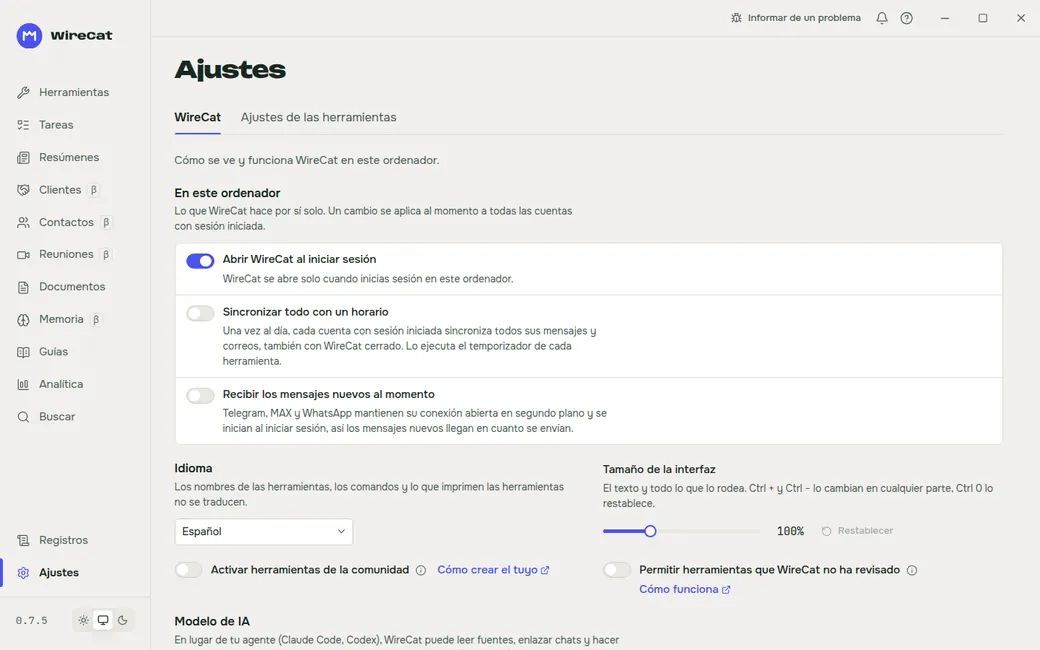 WireCat
Informar de un problema
Herramientas
Tareas
Resúmenes
Clientes β
Contactos β
Reuniones β
Documentos
Memoria β
Guías
Analítica
Buscar
Registros
Ajustes
0.7.5
Ajustes
WireCat
Ajustes de las herramientas
Cómo se ve y funciona WireCat en este ordenador.
En este ordenador
Lo que WireCat hace por sí solo. Un cambio se aplica al momento a todas las cuentas
con sesión iniciada.
Abrir WireCat al iniciar sesión
WireCat se abre solo cuando inicias sesión en este ordenador.
Sincronizar todo con un horario
Una vez al día, cada cuenta con sesión iniciada sincroniza todos sus mensajes y
correos, también con WireCat cerrado. Lo ejecuta el temporizador de cada
herramienta.
Recibir los mensajes nuevos al momento
Telegram, MAX y WhatsApp mantienen su conexión abierta en segundo plano y se
inician al iniciar sesión, así los mensajes nuevos llegan en cuanto se envían.
Idioma
Los nombres de las herramientas, los comandos y lo que imprimen las herramientas
no se traducen.
Español
Tamaño de la interfaz
El texto y todo lo que lo rodea. Ctrl + y Ctrl − lo cambian en cualquier parte, Ctrl 0 lo
restablece.
100%
Restablecer
Activar herramientas de la comunidad
Cómo crear el tuyo
Permitir herramientas que WireCat no ha revisado
Cómo funciona
Modelo de IA
En lugar de tu agente (Claude Code, Codex), WireCat puede leer fuentes, enlazar chats y hacer